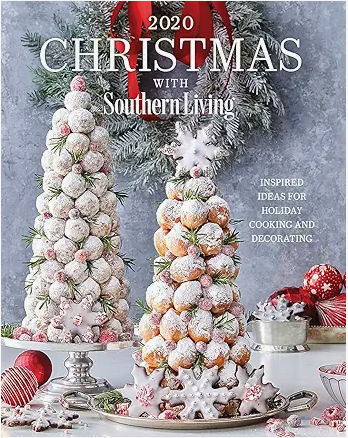 2020
CHRISTMAS
WITH
Southern Living
INSPIRED
IDEAS FOR
HOLIDAY
COOKING AND
DECORATING